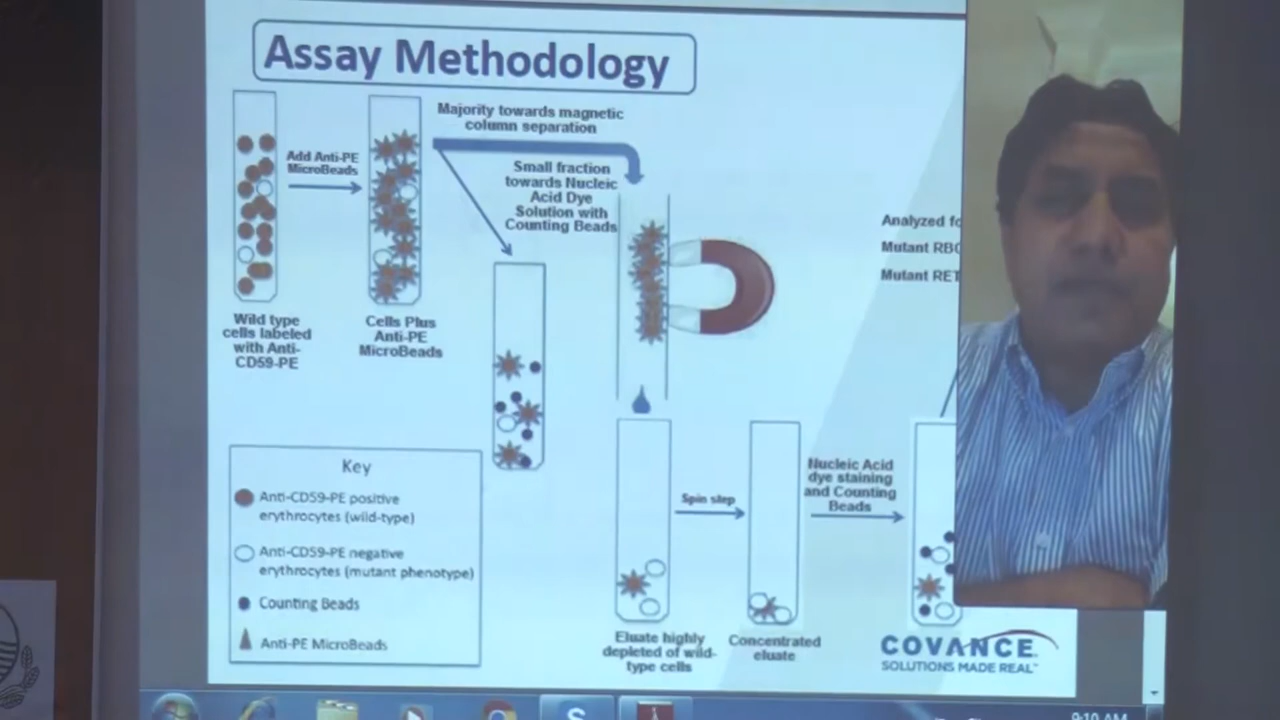 Assay Methodology
Majority towards magnetic
column separation
Add Anti-PE
MicroBeads
Small fraction
towards Nucleic
Acid Dye
Solution with
Counting Beads
Analyzed
Mutant
Mutant
Wild type
cells labeled
with Anti-
CD59-PE
Cells Plus
Anti-PE
MicroBeads
Key
Anti-CD59-PE positive
erythrocytes (wild-type)
Anti-CD59-PE negative
erythrocytes (mutant phenotype)
Counting Beads
Anti-PE MicroBeads
Spin step
Nucleic Acid
dye staining
and Counting
Beads
Eluate highly
depleted of wild-
type cells
Concentrated
eluate
COVANCE
SOLUTIONS MADE REAL™
9:10 AM